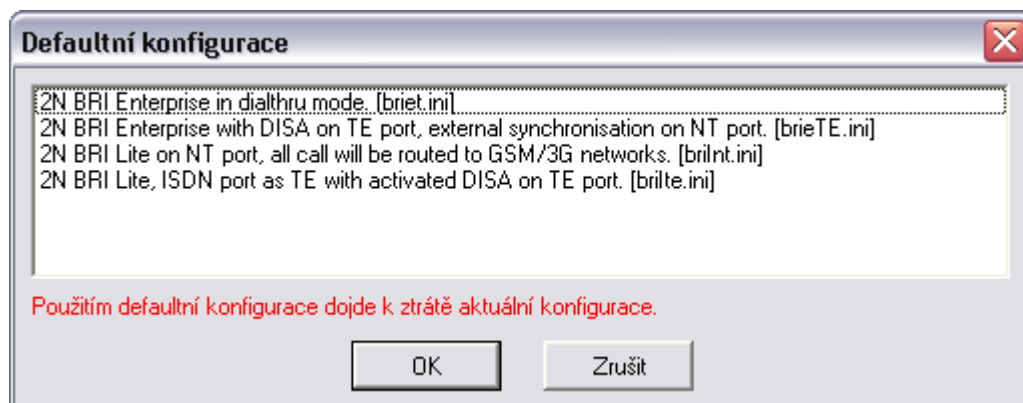 Defaultní konfigurace
2N BRI Enterprise in dialthru mode. [briet.ini]
2N BRI Enterprise with DISA on TE port, external synchronisation on NT port. [brieTE.ini]
2N BRI Lite on NT port, all call will be routed to GSM/3G networks. [brilnt.ini]
2N BRI Lite, ISDN port as TE with activated DISA on TE port. [brilte.ini]
Použitím defaultní konfigurace dojde k ztrátě aktuální konfigurace.
OK
Zrušit